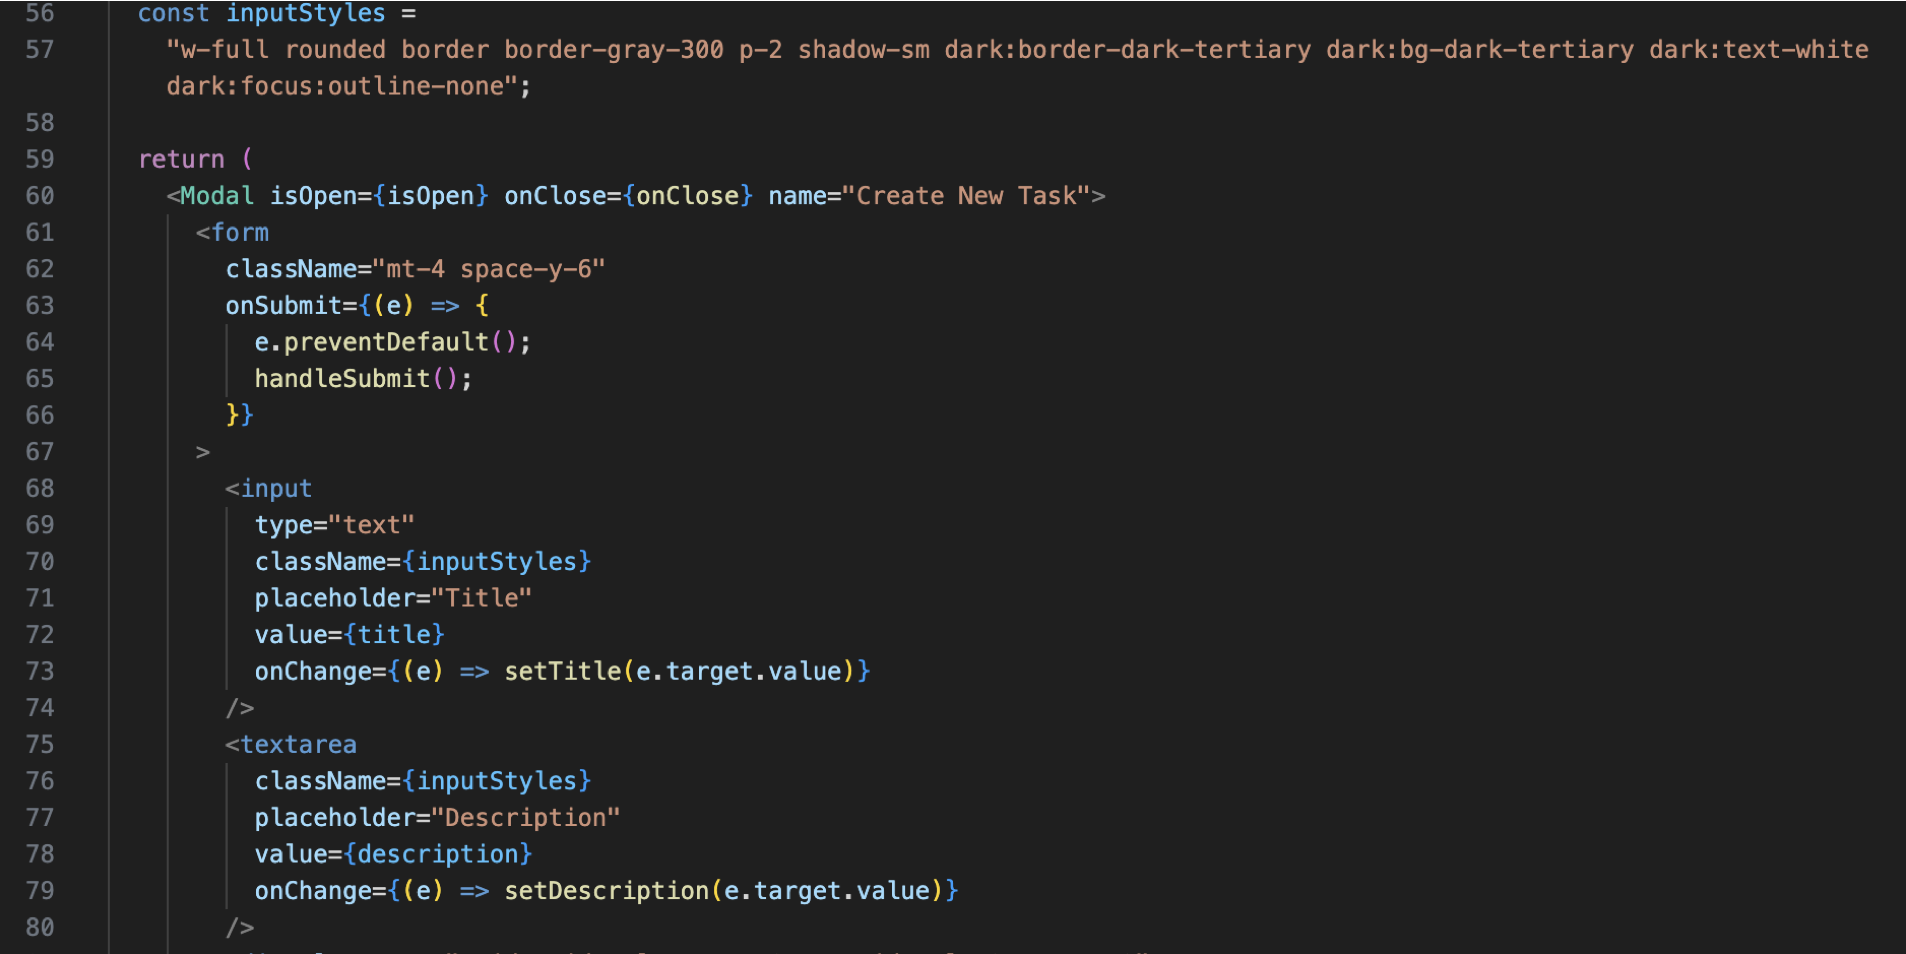 56 const inputStyles =
57 "w-full rounded border border-gray-300 p-2 shadow-sm dark:border-dark-tertiary dark:bg-dark-tertiary dark:text-white
dark:focus:outline-none";
58
59 return (
60 <Modal isOpen={isOpen} onClose={onClose} name="Create New Task">
61 <form
62 className="mt-4 space-y-6"
63 onSubmit={(e) => {
64 e.preventDefault();
65 handleSubmit();
66 }}
67 >
68 <input
69 type="text"
70 className={inputStyles}
71 placeholder="Title"
72 value={title}
73 onChange={(e) => setTitle(e.target.value)}
74 />
75 <textarea
76 className={inputStyles}
77 placeholder="Description"
78 value={description}
79 onChange={(e) => setDescription(e.target.value)}
80 />